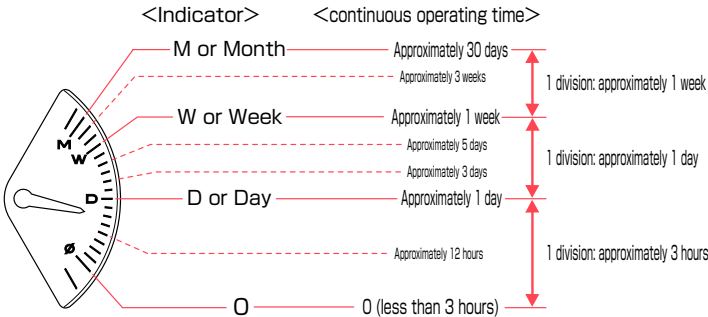 <Indicator> <continuous operating time>
M or Month Approximately 30 days
Approximately 3 weeks
1 division: approximately 1 week
W or Week Approximately 1 week
Approximately 5 days
1 division: approximately 1 day
Approximately 3 days
D or Day Approximately 1 day
Approximately 12 hours
1 division: approximately 3 hours
0 0 (less than 3 hours)
M
W
D
ø